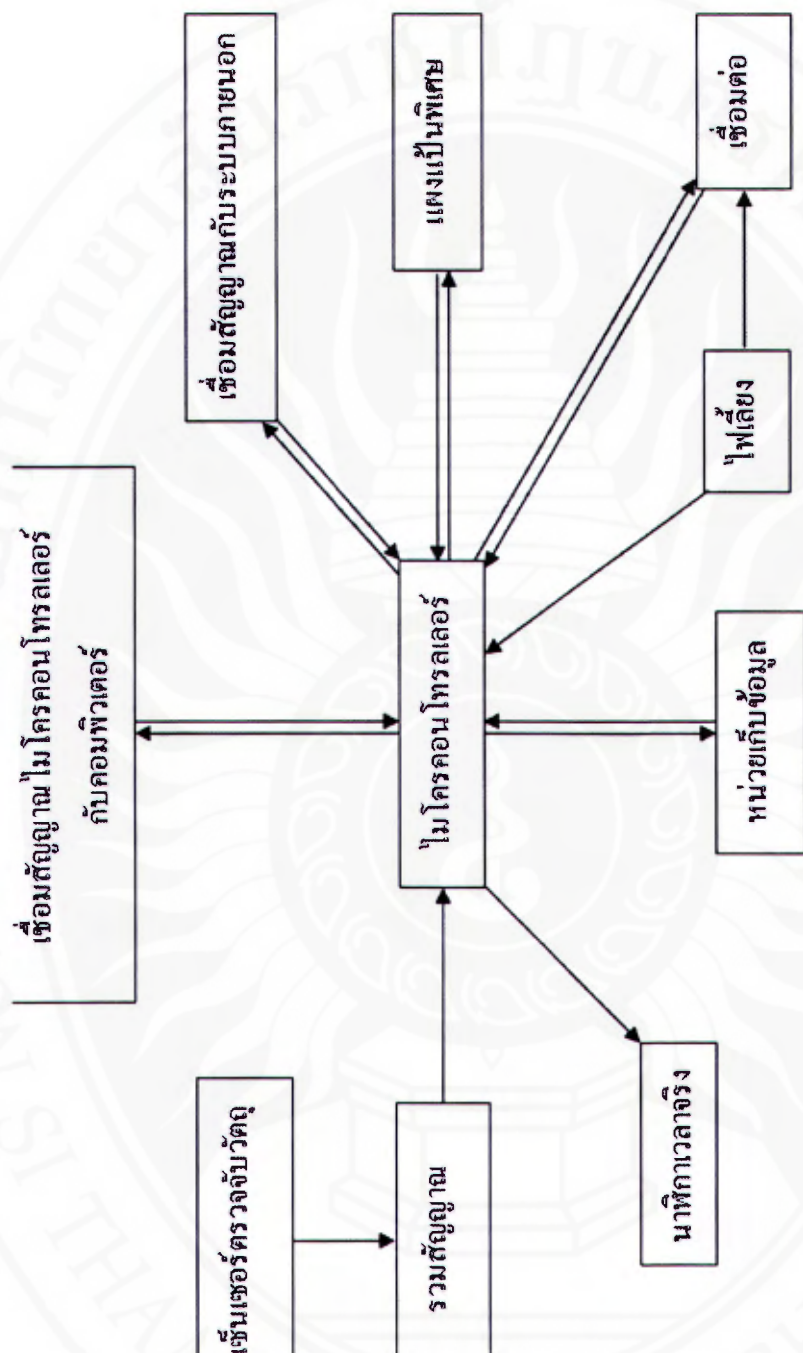 เชื่อมสัญญาณไมโครคอนโทรลเลอร์
กับคอมพิวเตอร์
เซ็นเซอร์ตรวจจับวัตถุ
เชื่อมสัญญาณกับระบบภายนอก
รวมสัญญาณ
ไมโครคอนโทรลเลอร์
แผงแป้นพิเศษ
นาฬิกาเวลาจริง
หน่วยเก็บข้อมูล
ไฟเลี้ยง
เชื่อมต่อ